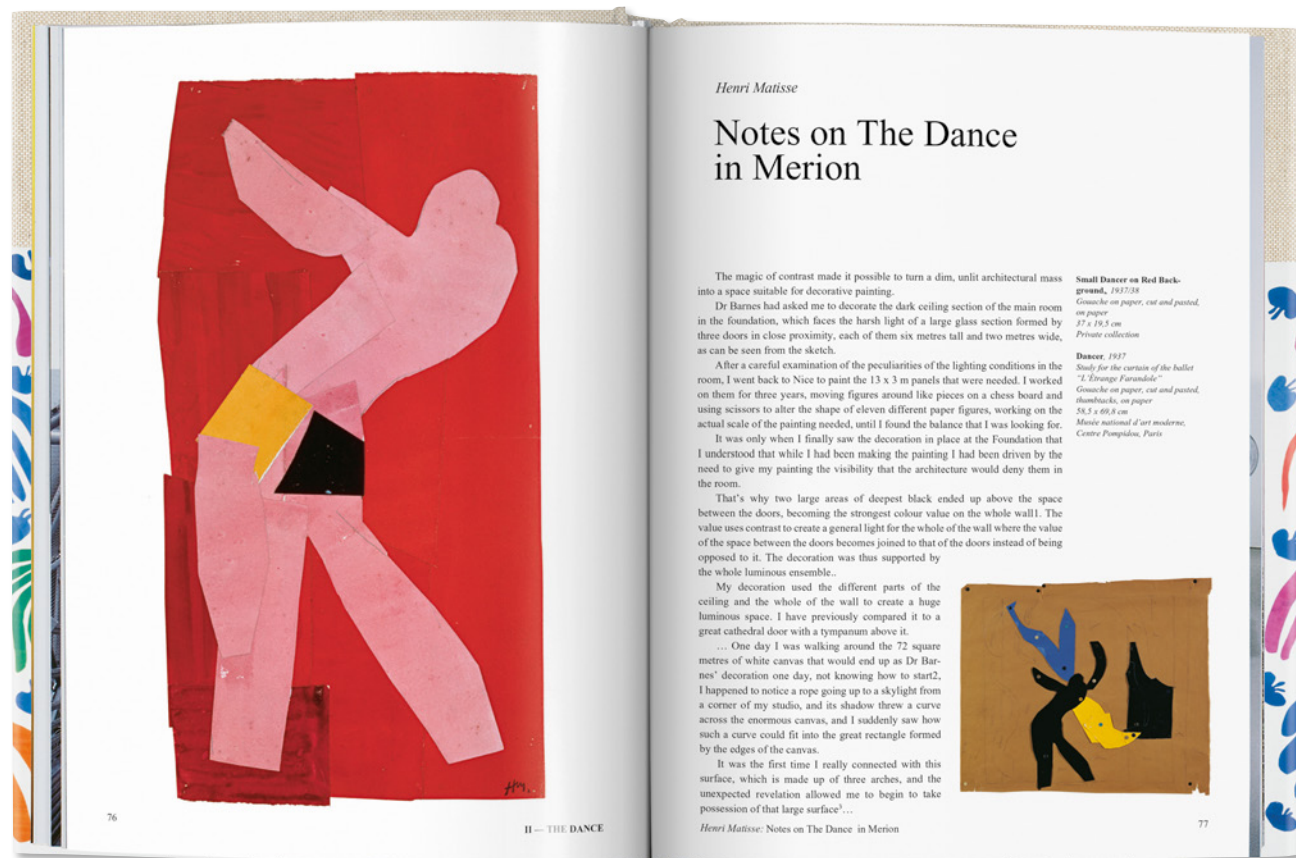 HM.
76
II — THE DANCE
Henri Matisse
Notes on The Dance
in Merion
The magic of contrast made it possible to turn a dim, unlit architectural mass
into a space suitable for decorative painting.
Dr Barnes had asked me to decorate the dark ceiling section of the main room
in the foundation, which faces the harsh light of a large glass section formed by
three doors in close proximity, each of them six metres tall and two metres wide,
as can be seen from the sketch.
After a careful examination of the peculiarities of the lighting conditions in the
room, I went back to Nice to paint the 13 x 3 m panels that were needed. I worked
on them for three years, moving figures around like pieces on a chess board and
using scissors to alter the shape of eleven different paper figures, working on the
actual scale of the painting needed, until I found the balance that I was looking for.
It was only when I finally saw the decoration in place at the Foundation that
I understood that while I had been making the painting I had been driven by the
need to give my painting the visibility that the architecture would deny them in
the room.
That's why two large areas of deepest black ended up above the space
between the doors, becoming the strongest colour value on the whole wall1. The
value uses contrast to create a general light for the whole of the wall where the value
of the space between the doors becomes joined to that of the doors instead of being
opposed to it. The decoration was thus supported by
the whole luminous ensemble..
My decoration used the different parts of the
ceiling and the whole of the wall to create a huge
luminous space. I have previously compared it to a
great cathedral door with a tympanum above it.
… One day I was walking around the 72 square
metres of white canvas that would end up as Dr Bar-
nes' decoration one day, not knowing how to start2,
I happened to notice a rope going up to a skylight from
a corner of my studio, and its shadow threw a curve
across the enormous canvas, and I suddenly saw how
such a curve could fit into the great rectangle formed
by the edges of the canvas.
It was the first time I really connected with this
surface, which is made up of three arches, and the
unexpected revelation allowed me to begin to take
possession of that large surface³…
Small Dancer on Red Back-
ground, 1937/38
Gouache on paper, cut and pasted,
on paper
37 x 19,5 cm
Private collection
Dancer, 1937
Study for the curtain of the ballet
"L'Étrange Farandole"
Gouache on paper, cut and pasted,
thumbtacks, on paper
58,5 x 69,8 cm
Musée national d'art moderne,
Centre Pompidou, Paris
Henri Matisse: Notes on The Dance in Merion
77